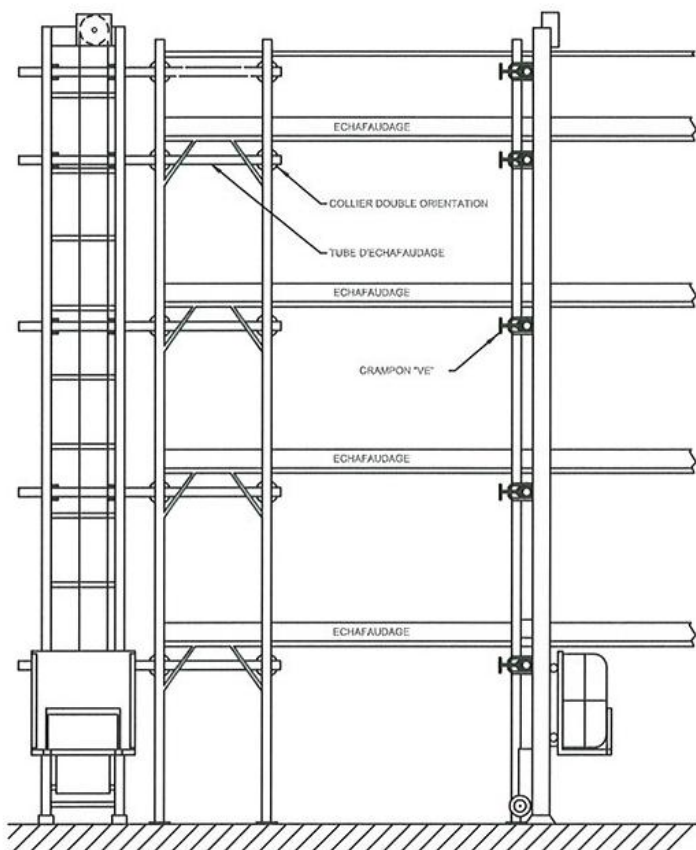 ECHAFAUDAGE
COLLIER DOUBLE ORIENTATION
TUBE D'ECHAFAUDAGE
ECHAFAUDAGE
CRAMPON "VE"
ECHAFAUDAGE
ECHAFAUDAGE